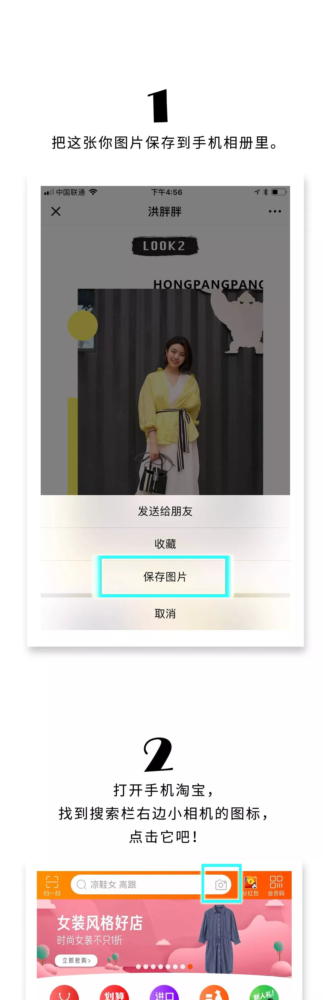 1
把这张你图片保存到手机相册里。
中国联通 下午4:56
洪胖胖
LOOK2
HONGPANGPANG
发送给朋友
收藏
保存图片
取消
2
打开手机淘宝，
找到搜索栏右边小相机的图标，
点击它吧！
扫一扫 凉鞋女 高跟 分红包 会员码
女装风格好店
时尚女装不只1折
立即抢购>
划算 进口 新人礼!